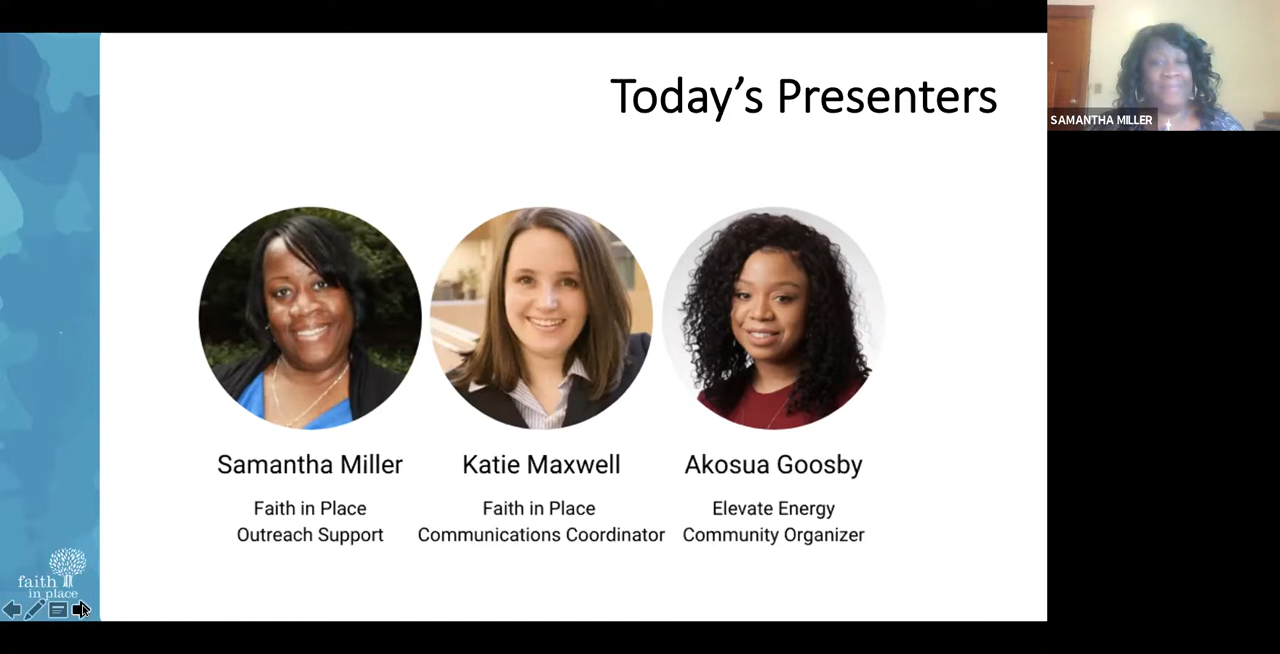 Today's Presenters
SAMANTHA MILLER
Samantha Miller
Faith in Place
Outreach Support
Katie Maxwell
Faith in Place
Communications Coordinator
Akosua Goosby
Elevate Energy
Community Organizer
faith
in place